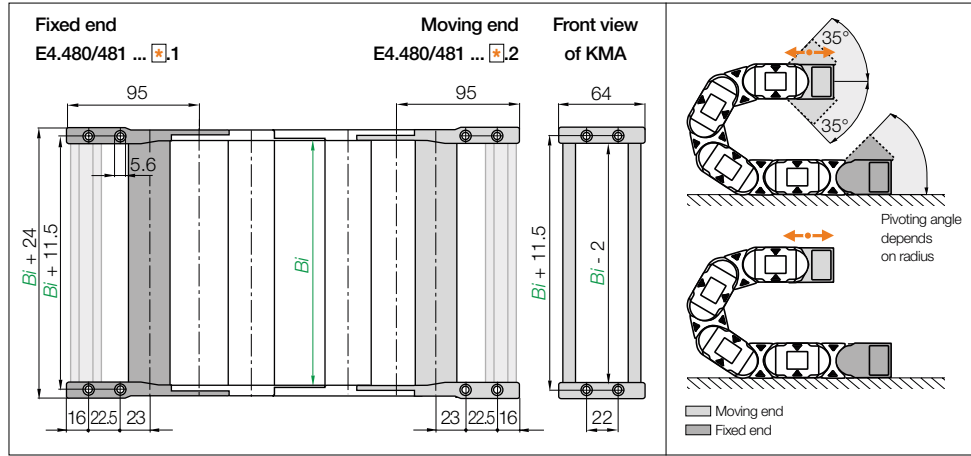 Fixed end
E4.480/481 ... *.1
Moving end
E4.480/481 ... *.2
Front view
of KMA
95
95
64
5.6
Bi + 24
Bi + 11.5
Bi
Bi + 11.5
Bi - 2
16
22.5
23
23
22.5
16
22
35°
35°
Pivoting angle
depends
on radius
Moving end
Fixed end